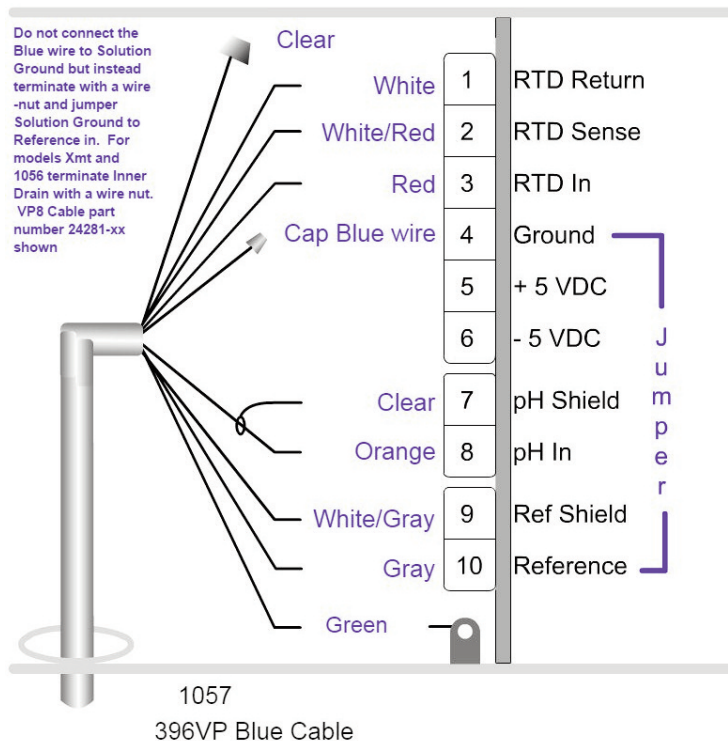 Do not connect the
Blue wire to Solution
Ground but instead
terminate with a wire
-nut and jumper
Solution Ground to
Reference in. For
models Xmt and
1056 terminate Inner
Drain with a wire nut.
VP8 Cable part
number 24281-xx
shown
Clear
White 1 RTD Return
White/Red 2 RTD Sense
Red 3 RTD In
Cap Blue wire 4 Ground
5 + 5 VDC
6 - 5 VDC
Jumper
Clear 7 pH Shield
Orange 8 pH In
White/Gray 9 Ref Shield
Gray 10 Reference
Green
1057
396VP Blue Cable